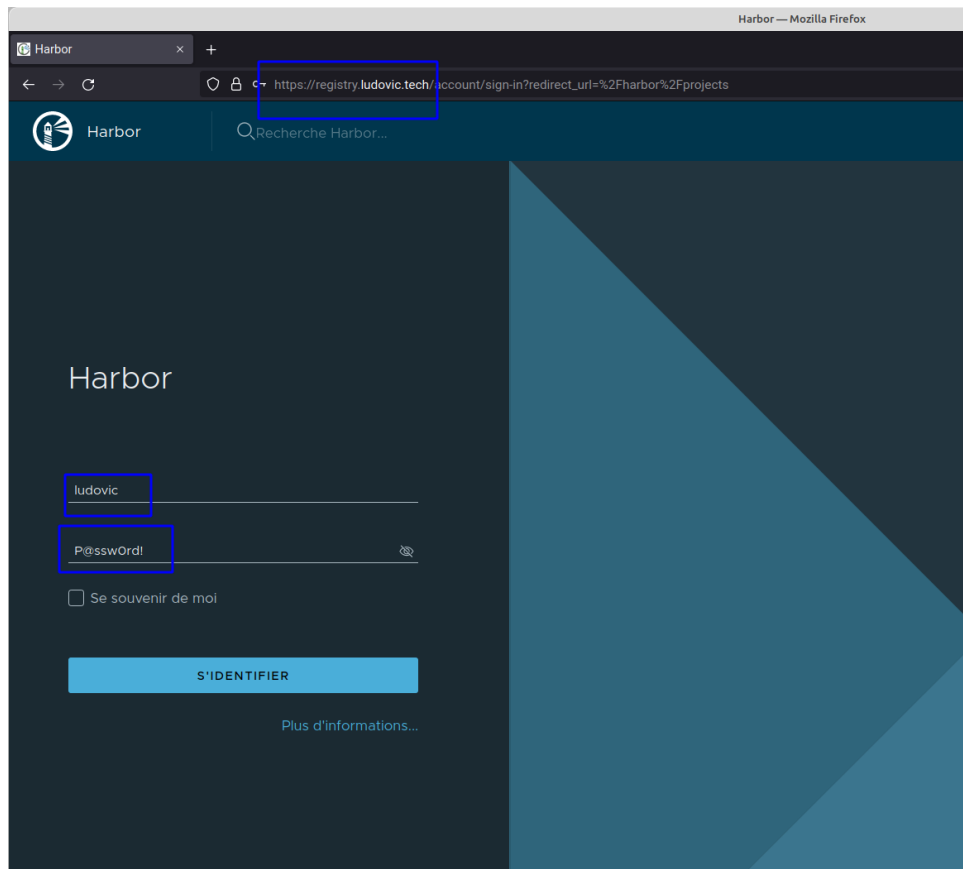 Harbor — Mozilla Firefox
Harbor
https://registry.ludovic.tech/account/sign-in?redirect_url=%2Fharbor%2Fprojects
Harbor
Recherche Harbor...
Harbor
ludovic
P@ssw0rd!
Se souvenir de moi
S'IDENTIFIER
Plus d'informations...